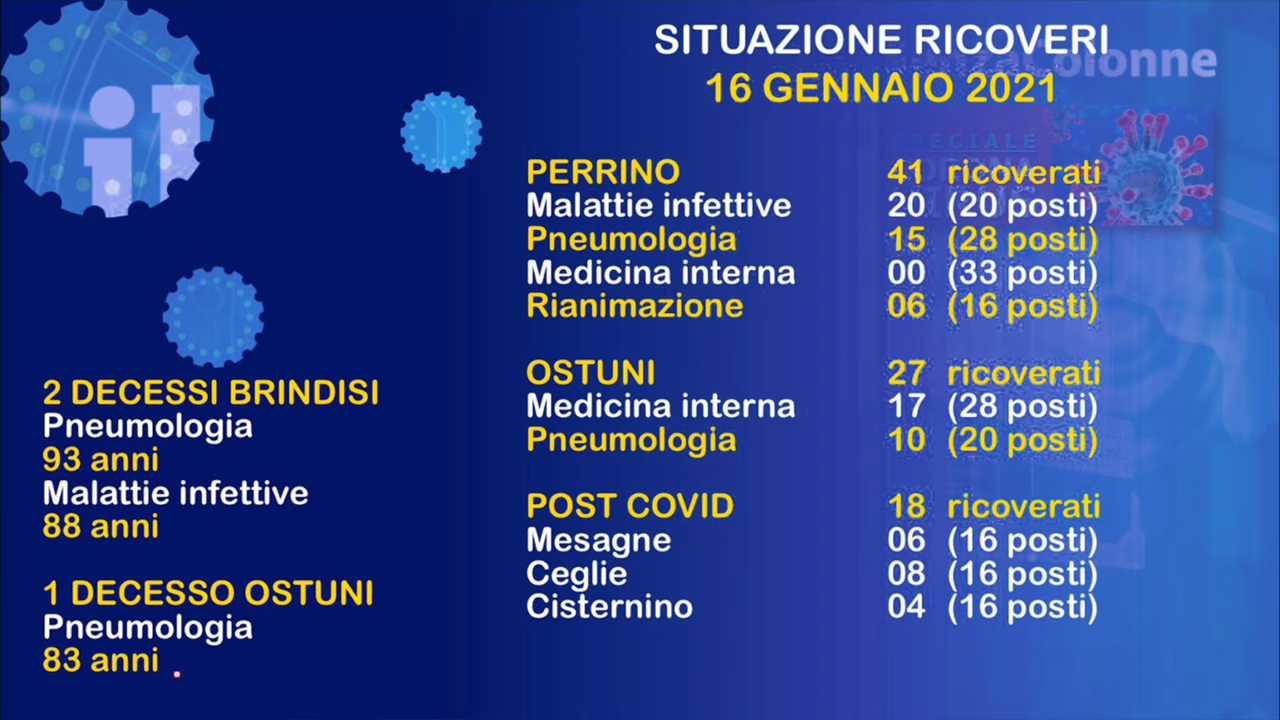 SITUAZIONE RICOVERI
16 GENNAIO 2021
PERRINO 41 ricoverati
Malattie infettive 20 (20 posti)
Pneumologia 15 (28 posti)
Medicina interna 00 (33 posti)
Rianimazione 06 (16 posti)
OSTUNI 27 ricoverati
Medicina interna 17 (28 posti)
Pneumologia 10 (20 posti)
POST COVID 18 ricoverati
Mesagne 06 (16 posti)
Ceglie 08 (16 posti)
Cisternino 04 (16 posti)
2 DECESSI BRINDISI
Pneumologia
93 anni
Malattie infettive
88 anni
1 DECESSO OSTUNI
Pneumologia
83 anni
SPECIALE